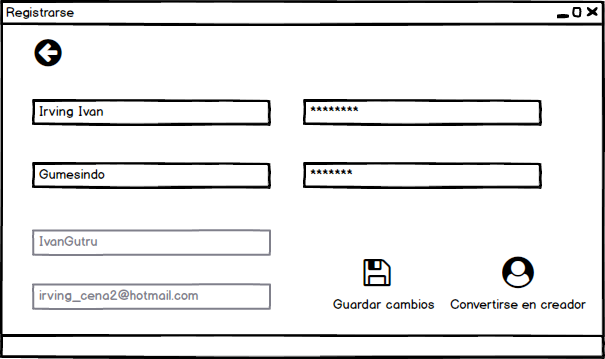 Registrarse
Irving Ivan
********
Gumesindo
*******
IvanGutru
irving_cena2@hotmail.com
Guardar cambios
Convertirse en creador